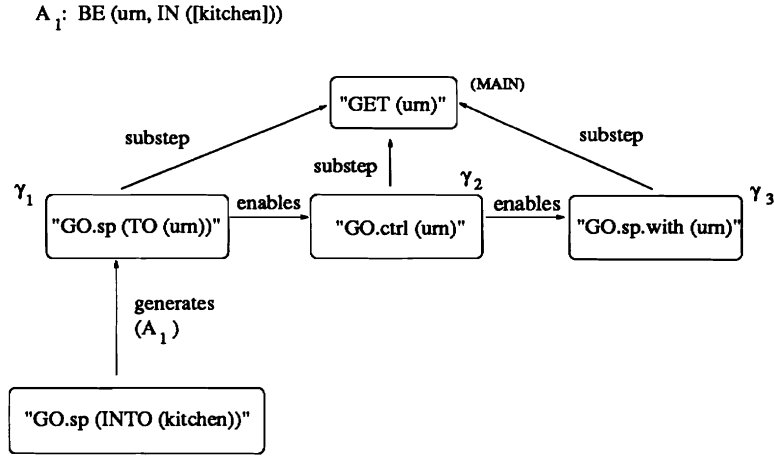 A1: BE (urn, IN ([kitchen]))
"GET (urn)"
(MAIN)
substep
substep
substep
γ1
"GO.sp (TO (urn))"
enables
γ2
"GO.ctrl (urn)"
enables
γ3
"GO.sp.with (urn)"
generates
(A1)
"GO.sp (INTO (kitchen))"